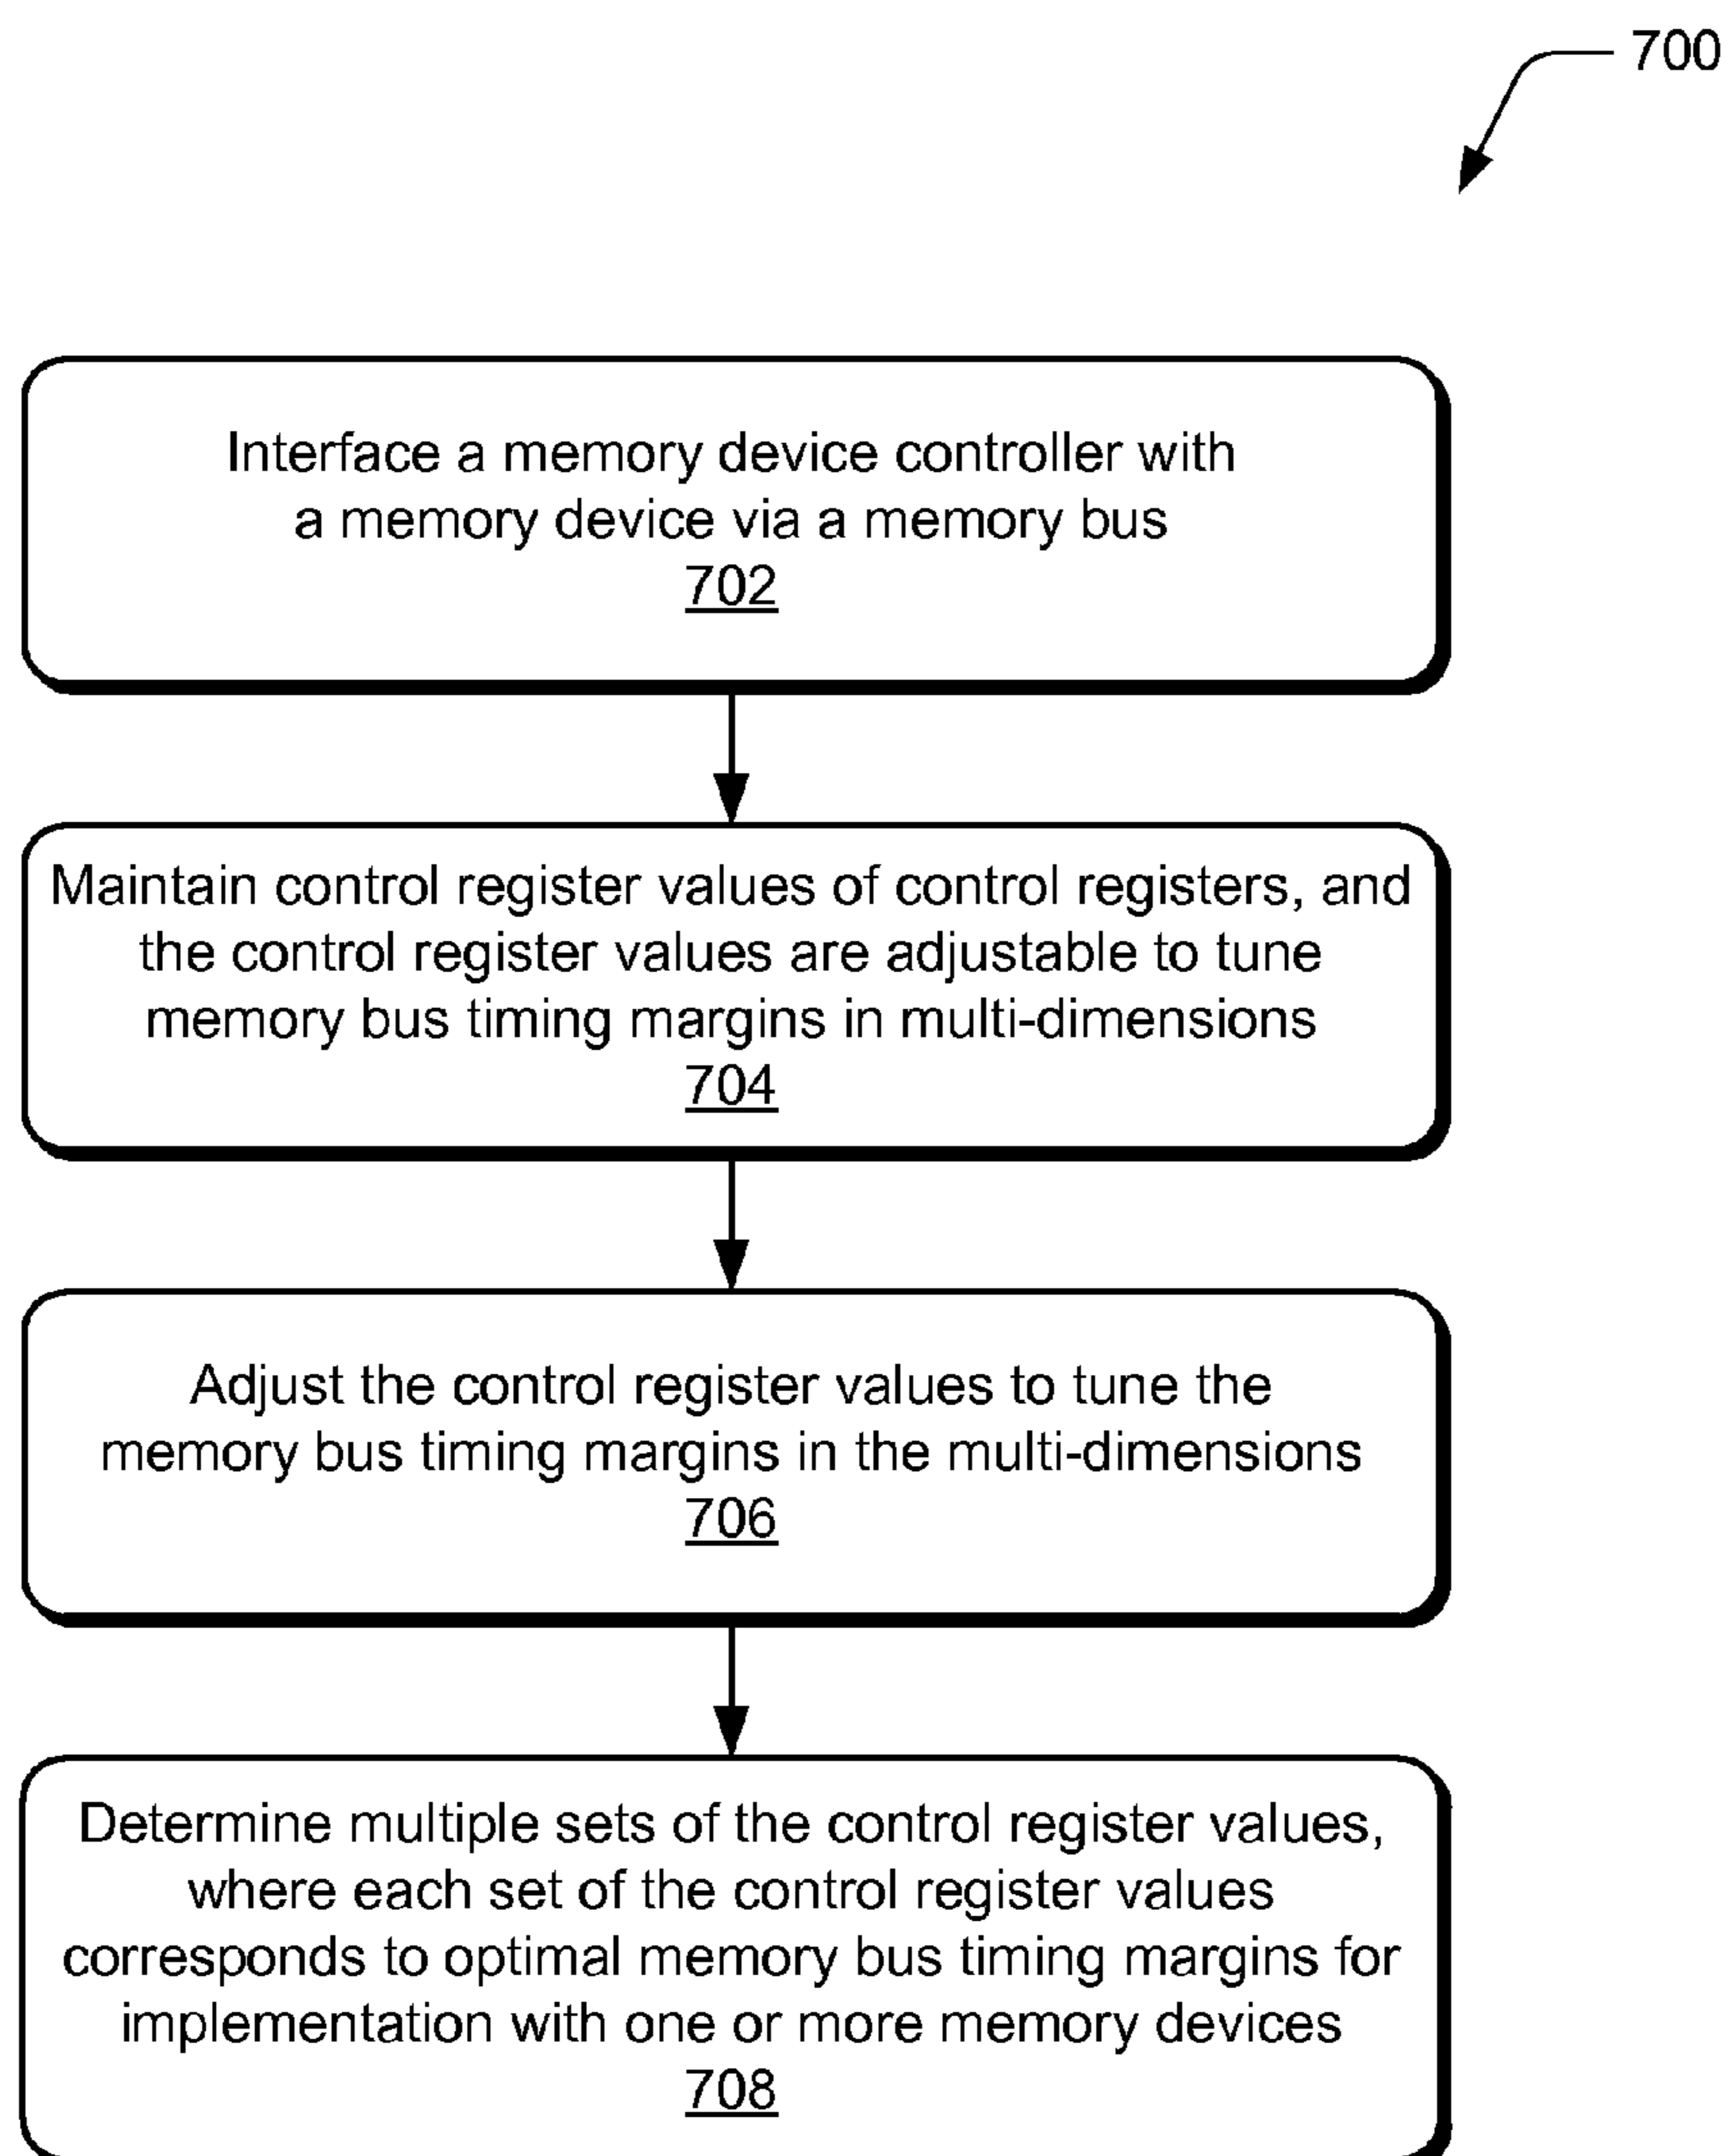 700
Interface a memory device controller with
a memory device via a memory bus
702
Maintain control register values of control registers, and
the control register values are adjustable to tune
memory bus timing margins in multi-dimensions
704
Adjust the control register values to tune the
memory bus timing margins in the multi-dimensions
706
Determine multiple sets of the control register values,
where each set of the control register values
corresponds to optimal memory bus timing margins for
implementation with one or more memory devices
708